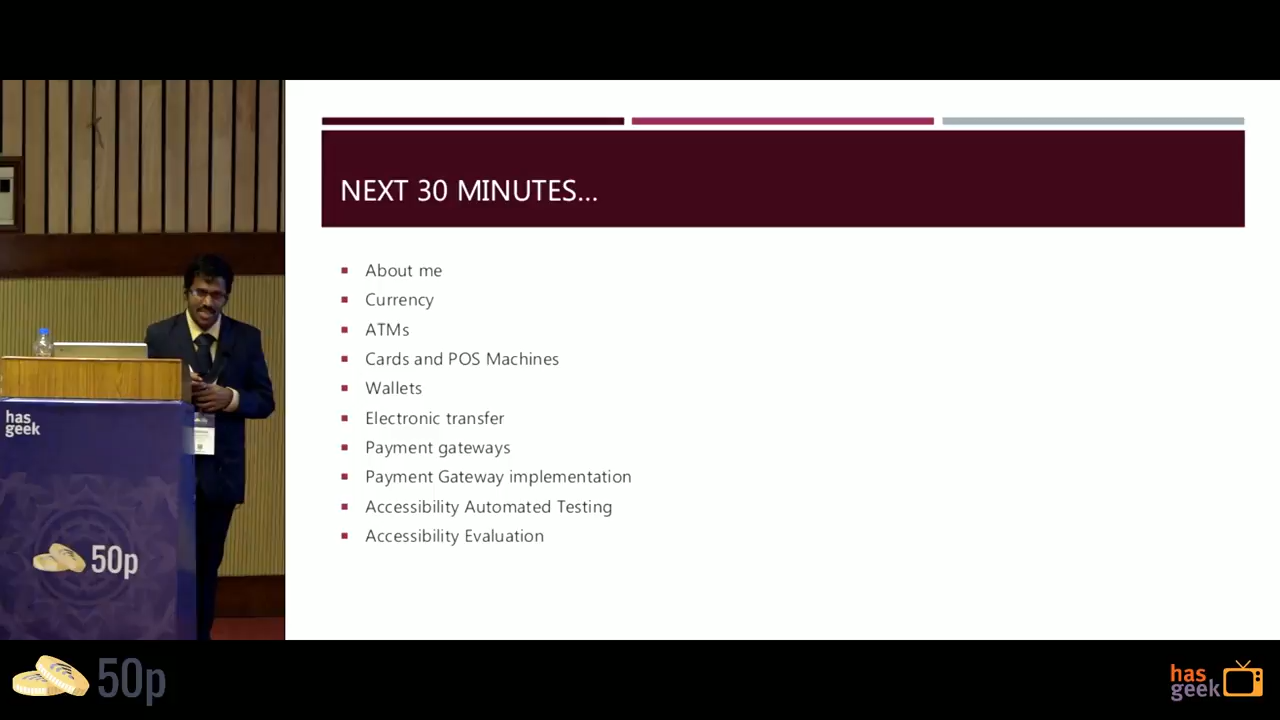 NEXT 30 MINUTES...
About me
Currency
ATMs
Cards and POS Machines
Wallets
Electronic transfer
Payment gateways
Payment Gateway implementation
Accessibility Automated Testing
Accessibility Evaluation
has
geek
50p
50p
has
geek